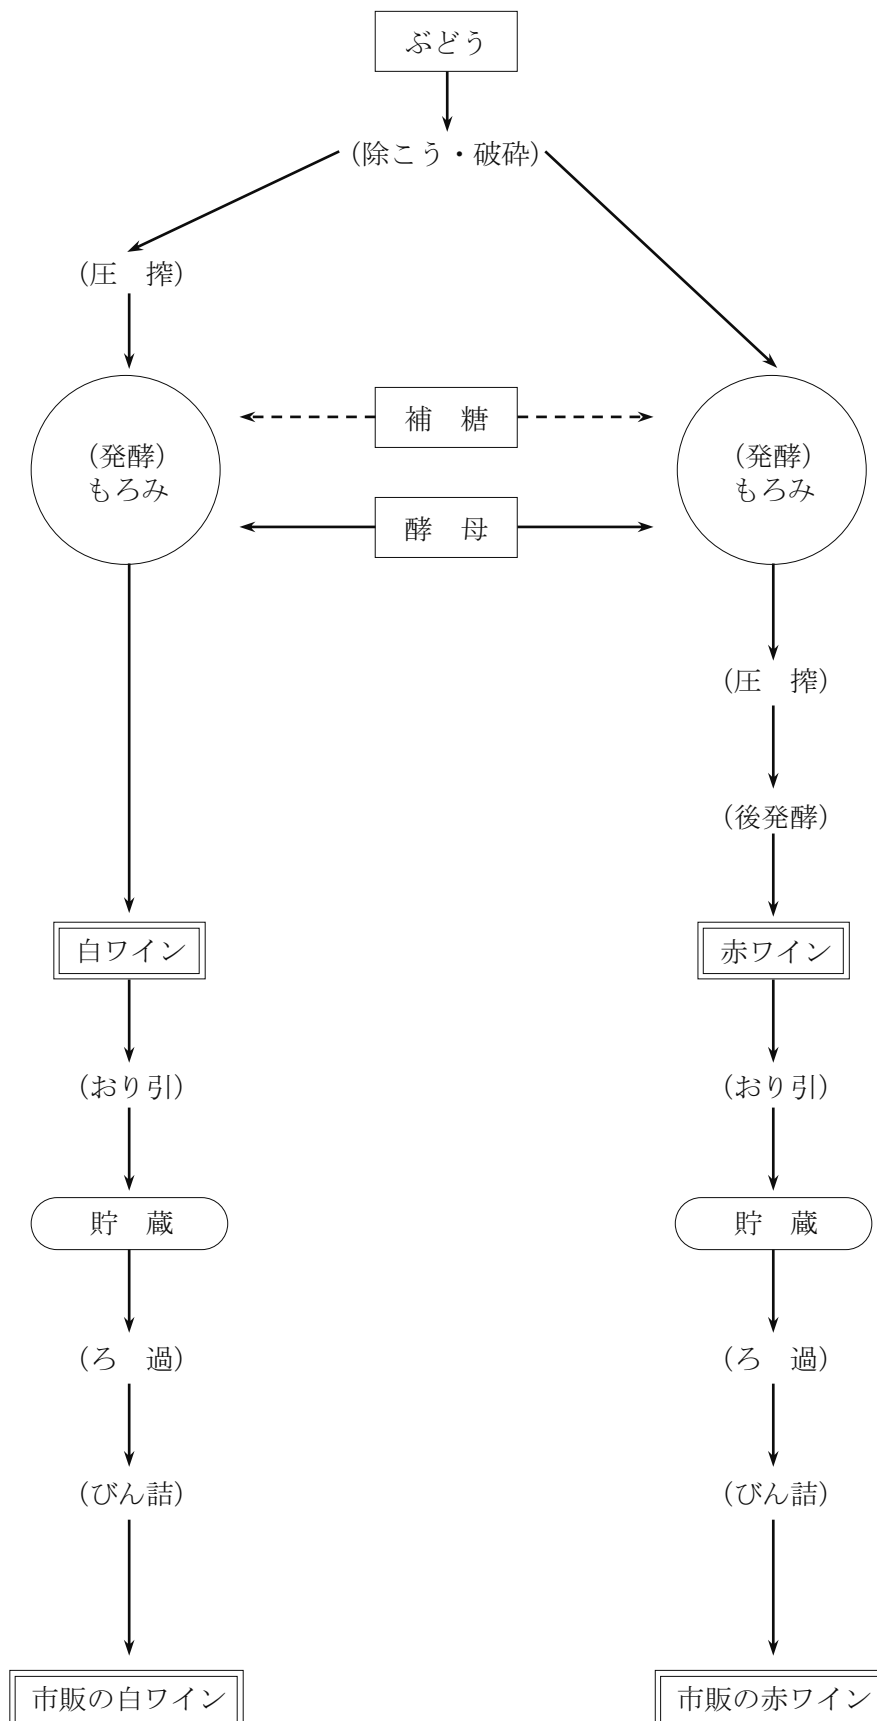 ぶどう
(除こう・破砕)
(圧　搾)
補　糖
(発酵)
もろみ
(発酵)
もろみ
酵　母
(圧　搾)
(後発酵)
白ワイン
赤ワイン
(おり引)
(おり引)
貯　蔵
貯　蔵
(ろ　過)
(ろ　過)
(びん詰)
(びん詰)
市販の白ワイン
市販の赤ワイン